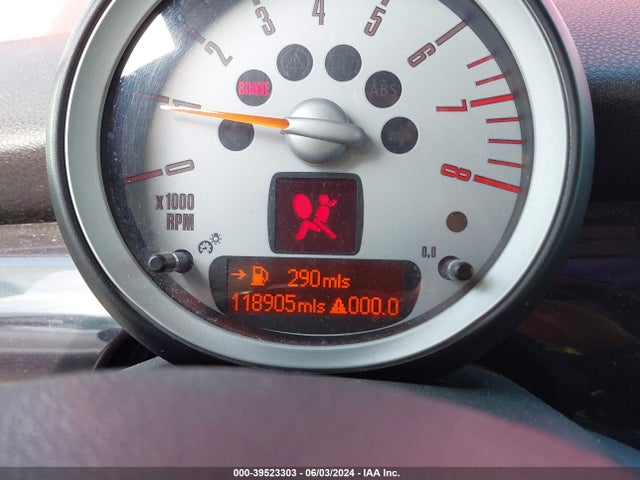 0
1
2
3
4
5
6
7
8
BRAKE
ABS
x 1000
RPM
0.0
→ 290mls
118905mls 000.0
000-39523303 - 06/03/2024 - IAA Inc.